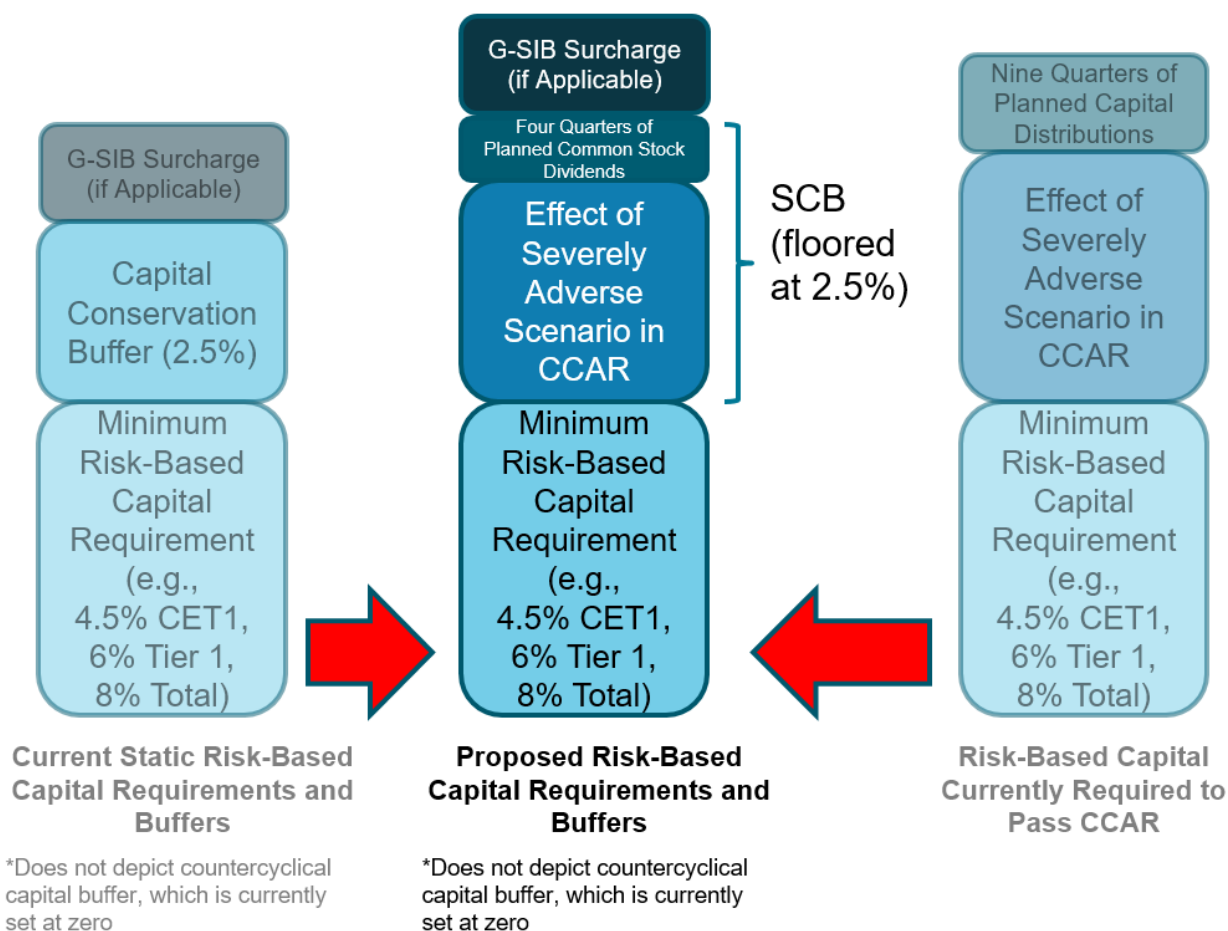 G-SIB Surcharge
(if Applicable)
Capital
Conservation
Buffer (2.5%)
Minimum
Risk-Based
Capital
Requirement
(e.g.,
4.5% CET1,
6% Tier 1,
8% Total)
Current Static Risk-Based
Capital Requirements and
Buffers
*Does not depict countercyclical
capital buffer, which is currently
set at zero
G-SIB Surcharge
(if Applicable)
Four Quarters of
Planned Common Stock
Dividends
Effect of
Severely
Adverse
Scenario in
CCAR
SCB
(floored
at 2.5%)
Minimum
Risk-Based
Capital
Requirement
(e.g.,
4.5% CET1,
6% Tier 1,
8% Total)
Proposed Risk-Based
Capital Requirements and
Buffers
*Does not depict countercyclical
capital buffer, which is currently
set at zero
Nine Quarters of
Planned Capital
Distributions
Effect of
Severely
Adverse
Scenario in
CCAR
Minimum
Risk-Based
Capital
Requirement
(e.g.,
4.5% CET1,
6% Tier 1,
8% Total)
Risk-Based Capital
Currently Required to
Pass CCAR